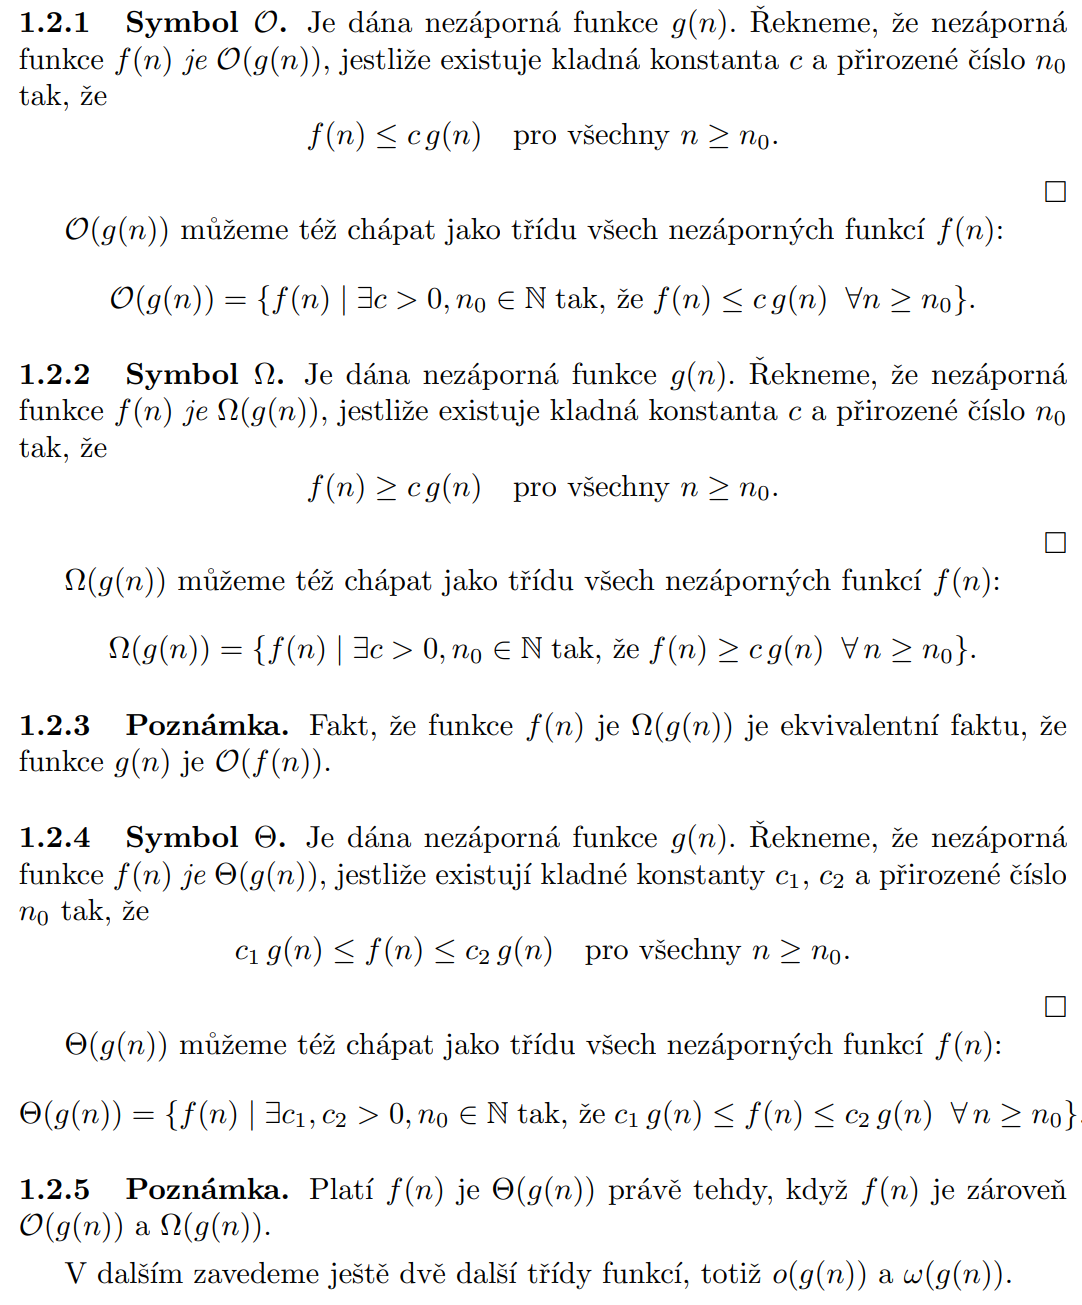 1.2.1 Symbol 𝒪. Je dána nezáporná funkce g(n). Řekneme, že nezáporná
funkce f(n) je 𝒪(g(n)), jestliže existuje kladná konstanta c a přirozené číslo n₀
tak, že
f(n) ≤ c g(n) pro všechny n ≥ n₀.
□
𝒪(g(n)) můžeme též chápat jako třídu všech nezáporných funkcí f(n):
𝒪(g(n)) = {f(n) | ∃c > 0, n₀ ∈ ℕ tak, že f(n) ≤ c g(n) ∀n ≥ n₀}.
1.2.2 Symbol Ω. Je dána nezáporná funkce g(n). Řekneme, že nezáporná
funkce f(n) je Ω(g(n)), jestliže existuje kladná konstanta c a přirozené číslo n₀
tak, že
f(n) ≥ c g(n) pro všechny n ≥ n₀.
□
Ω(g(n)) můžeme též chápat jako třídu všech nezáporných funkcí f(n):
Ω(g(n)) = {f(n) | ∃c > 0, n₀ ∈ ℕ tak, že f(n) ≥ c g(n) ∀ n ≥ n₀}.
1.2.3 Poznámka. Fakt, že funkce f(n) je Ω(g(n)) je ekvivalentní faktu, že
funkce g(n) je 𝒪(f(n)).
1.2.4 Symbol Θ. Je dána nezáporná funkce g(n). Řekneme, že nezáporná
funkce f(n) je Θ(g(n)), jestliže existují kladné konstanty c₁, c₂ a přirozené číslo
n₀ tak, že
c₁ g(n) ≤ f(n) ≤ c₂ g(n) pro všechny n ≥ n₀.
□
Θ(g(n)) můžeme též chápat jako třídu všech nezáporných funkcí f(n):
Θ(g(n)) = {f(n) | ∃c₁, c₂ > 0, n₀ ∈ ℕ tak, že c₁ g(n) ≤ f(n) ≤ c₂ g(n) ∀ n ≥ n₀}.
1.2.5 Poznámka. Platí f(n) je Θ(g(n)) právě tehdy, když f(n) je zároveň
𝒪(g(n)) a Ω(g(n)).
V dalším zavedeme ještě dvě další třídy funkcí, totiž o(g(n)) a ω(g(n)).